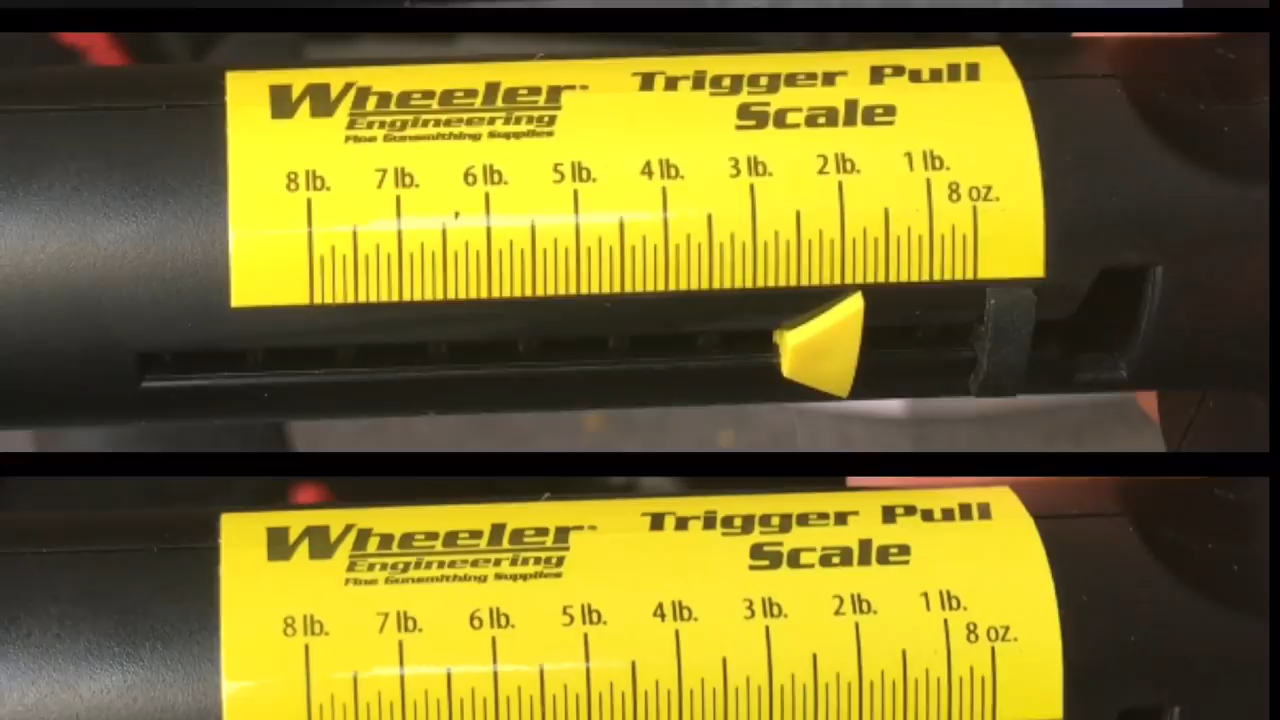 Wheeler
Engineering
Fine Gunsmithing Supplies
Trigger Pull
Scale
8 lb. 7 lb. 6 lb. 5 lb. 4 lb. 3 lb. 2 lb. 1 lb.
8 oz.
Wheeler
Engineering
Fine Gunsmithing Supplies
Trigger Pull
Scale
8 lb. 7 lb. 6 lb. 5 lb. 4 lb. 3 lb. 2 lb. 1 lb.
8 oz.